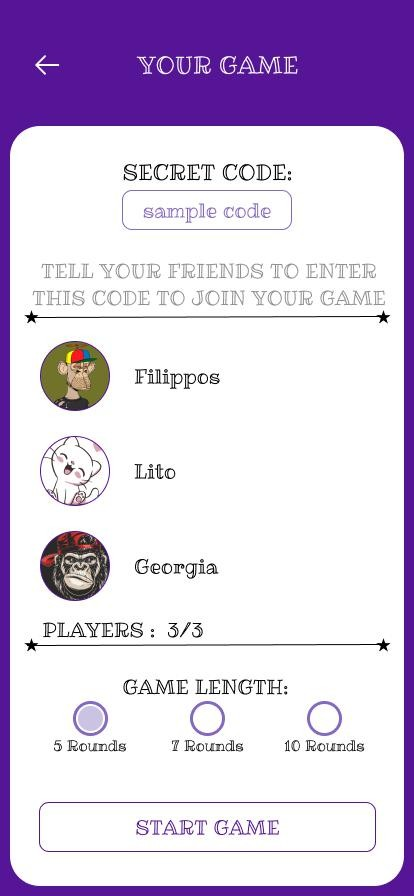 YOUR GAME
SECRET CODE:
sample code
TELL YOUR FRIENDS TO ENTER
THIS CODE TO JOIN YOUR GAME
Filippos
Lito
Georgia
PLAYERS : 3/3
GAME LENGTH:
5 Rounds
7 Rounds
10 Rounds
START GAME